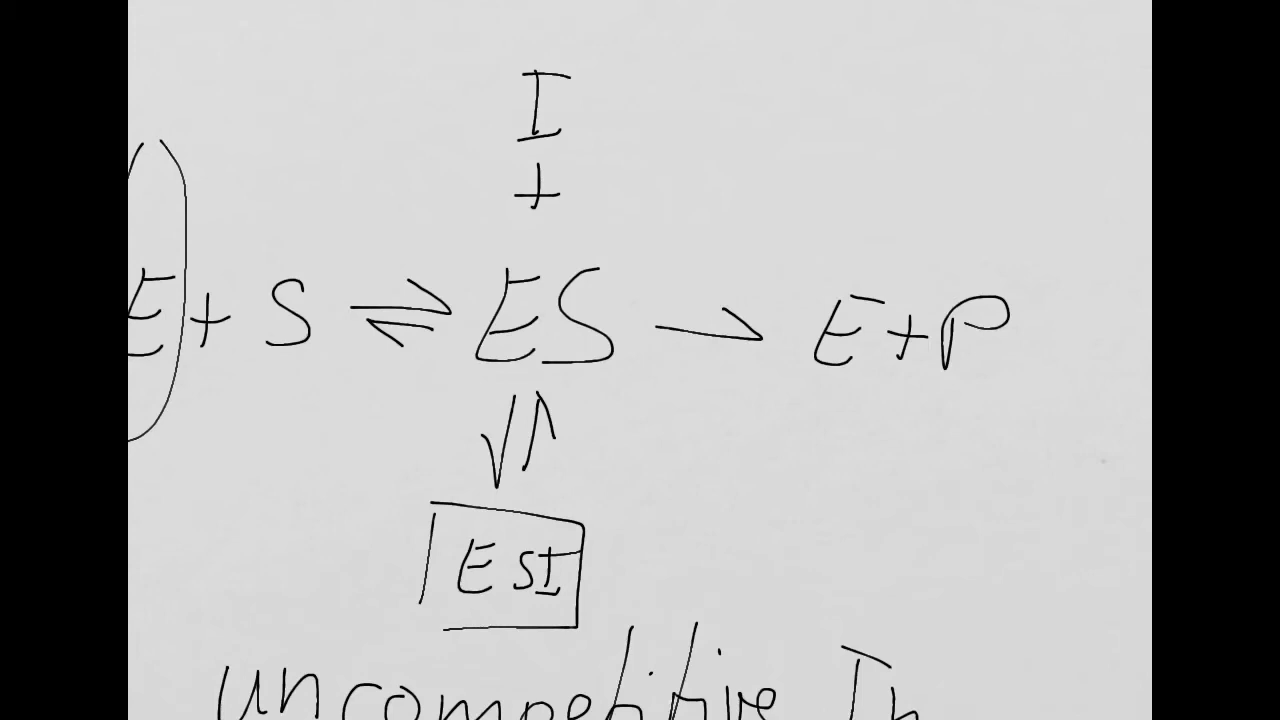 I
+
E + S ⇌ ES → E + P
⇃↾
ESI
uncompetitive In